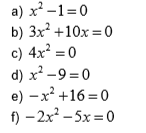 a) x² − 1 = 0
b) 3x² + 10x = 0
c) 4x² = 0
d) x² − 9 = 0
e) −x² + 16 = 0
f) −2x² − 5x = 0